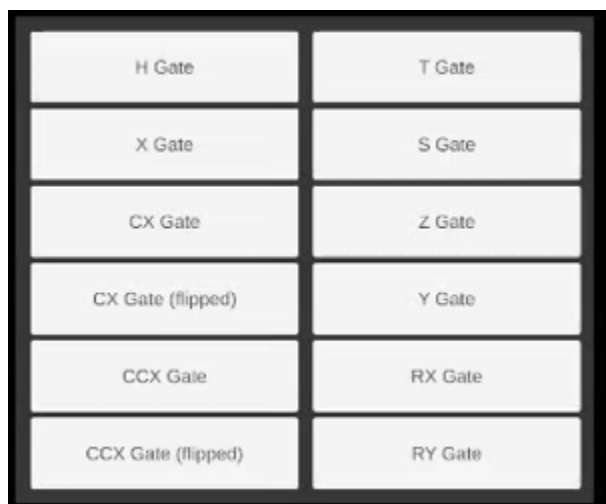 H Gate
T Gate
X Gate
S Gate
CX Gate
Z Gate
CX Gate (flipped)
Y Gate
CCX Gate
RX Gate
CCX Gate (flipped)
RY Gate